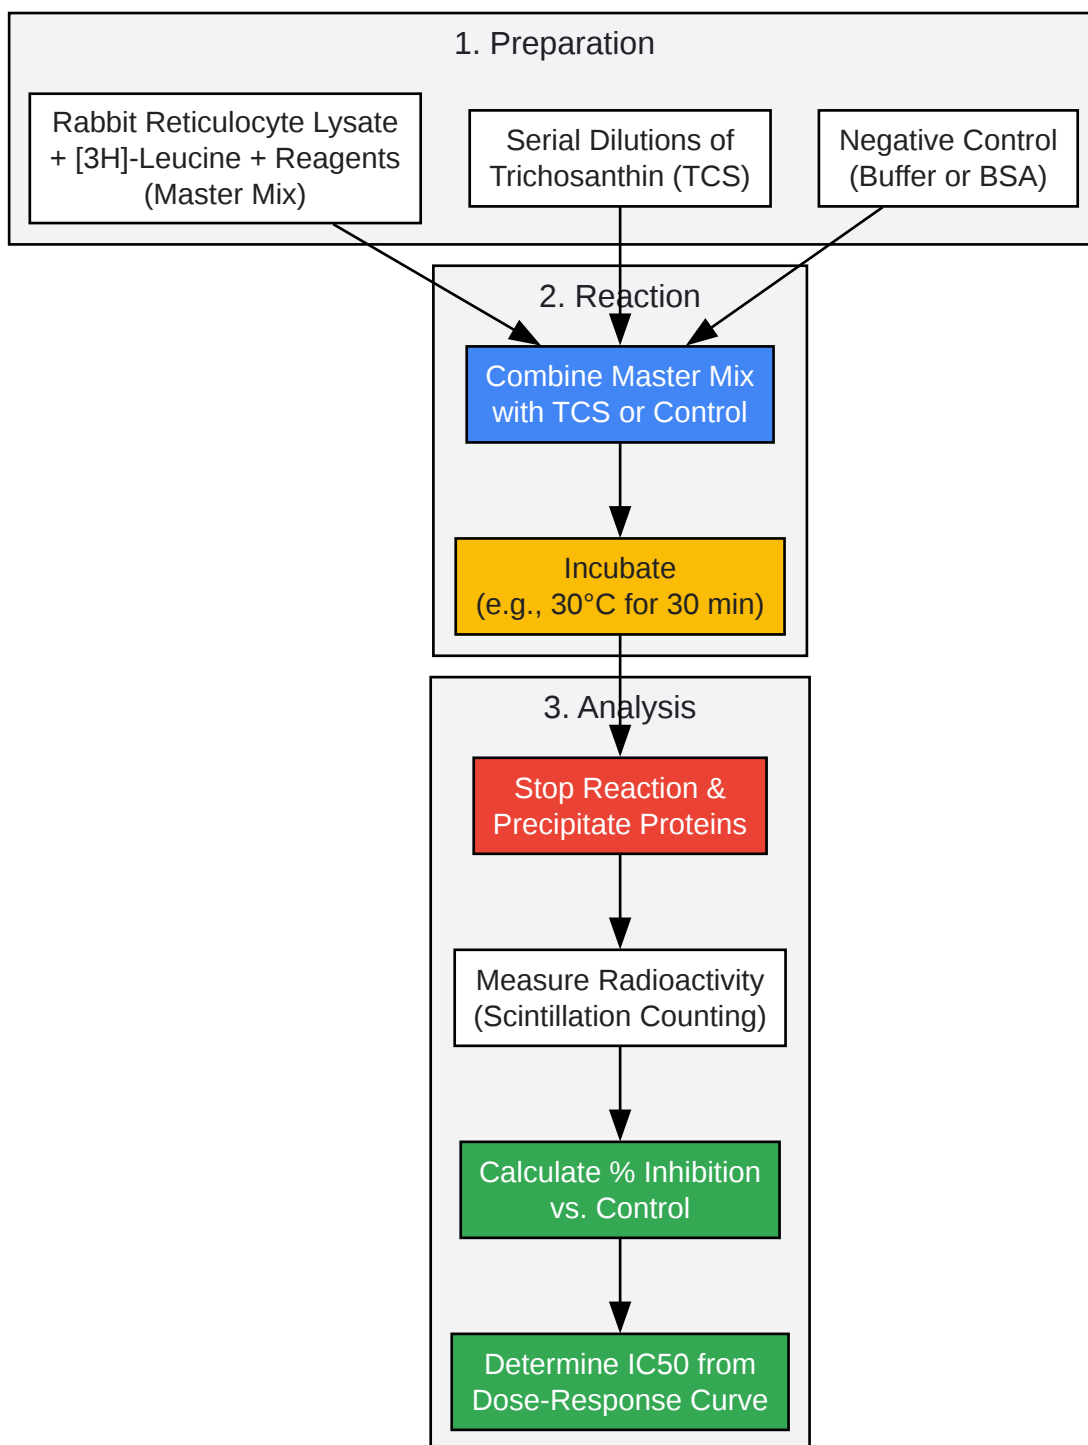 1. Preparation
Rabbit Reticulocyte Lysate
+ [3H]-Leucine + Reagents
(Master Mix)
Serial Dilutions of
Trichosanthin (TCS)
Negative Control
(Buffer or BSA)
2. Reaction
Combine Master Mix
with TCS or Control
Incubate
(e.g., 30°C for 30 min)
3. Analysis
Stop Reaction &
Precipitate Proteins
Measure Radioactivity
(Scintillation Counting)
Calculate % Inhibition
vs. Control
Determine IC50 from
Dose-Response Curve